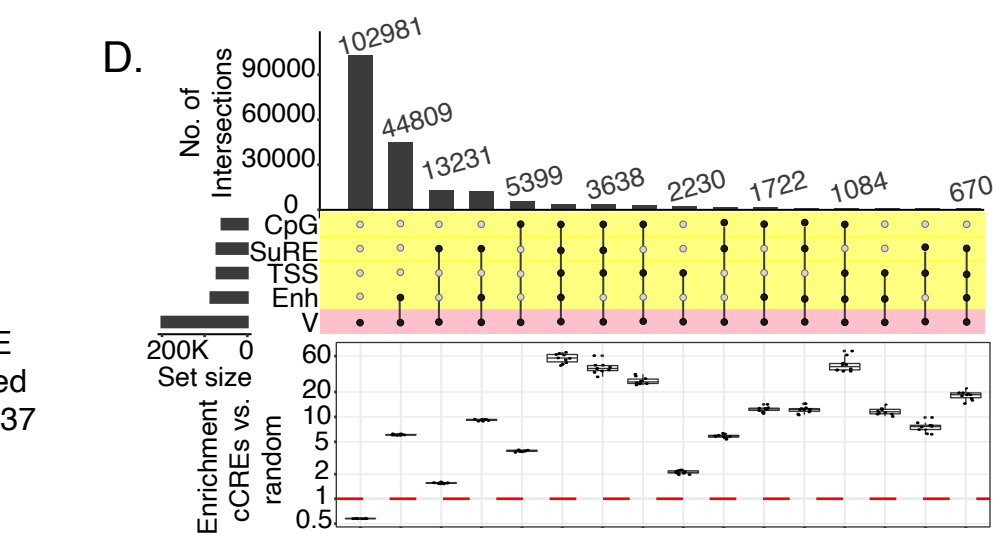 D.
No. of
Intersections
90000
60000
30000
0
102981
44809
13231
5399
3638
2230
1722
1084
670
CpG
SuRE
TSS
Enh
V
200K 0
Set size
E
ed
37
Enrichment
cCREs vs.
random
60
20
10
5
2
1
0.5